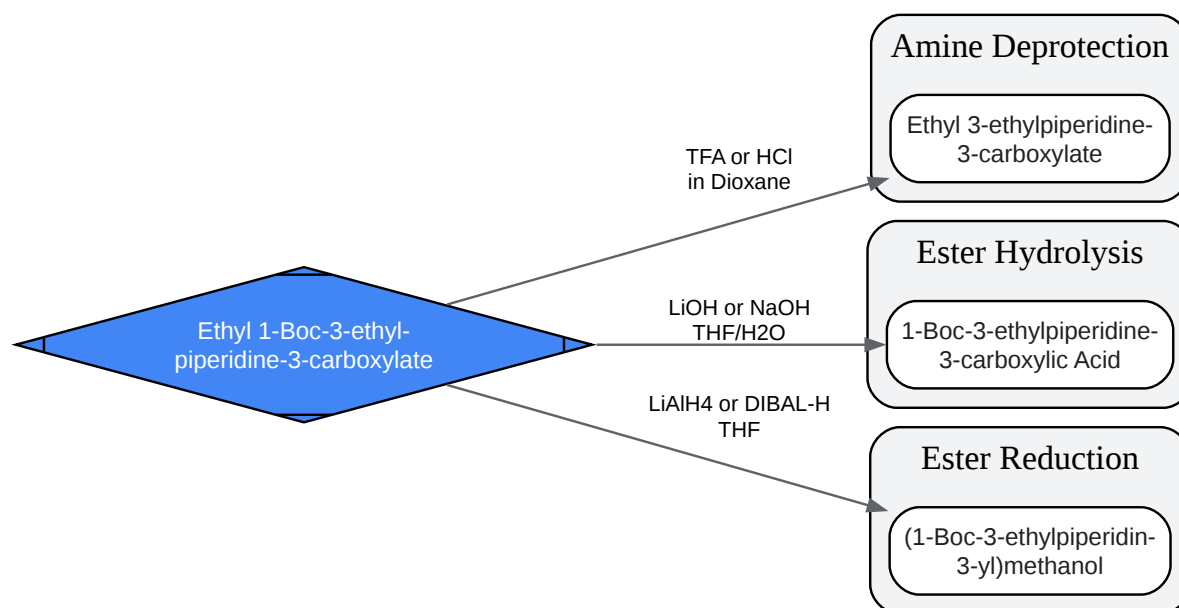 Amine Deprotection
Ethyl 3-ethylpiperidine-
3-carboxylate
TFA or HCl
in Dioxane
Ester Hydrolysis
Ethyl 1-Boc-3-ethyl-
piperidine-3-carboxylate
LiOH or NaOH
THF/H2O
1-Boc-3-ethylpiperidine-
3-carboxylic Acid
LiAlH4 or DIBAL-H
THF
Ester Reduction
(1-Boc-3-ethylpiperidin-
3-yl)methanol